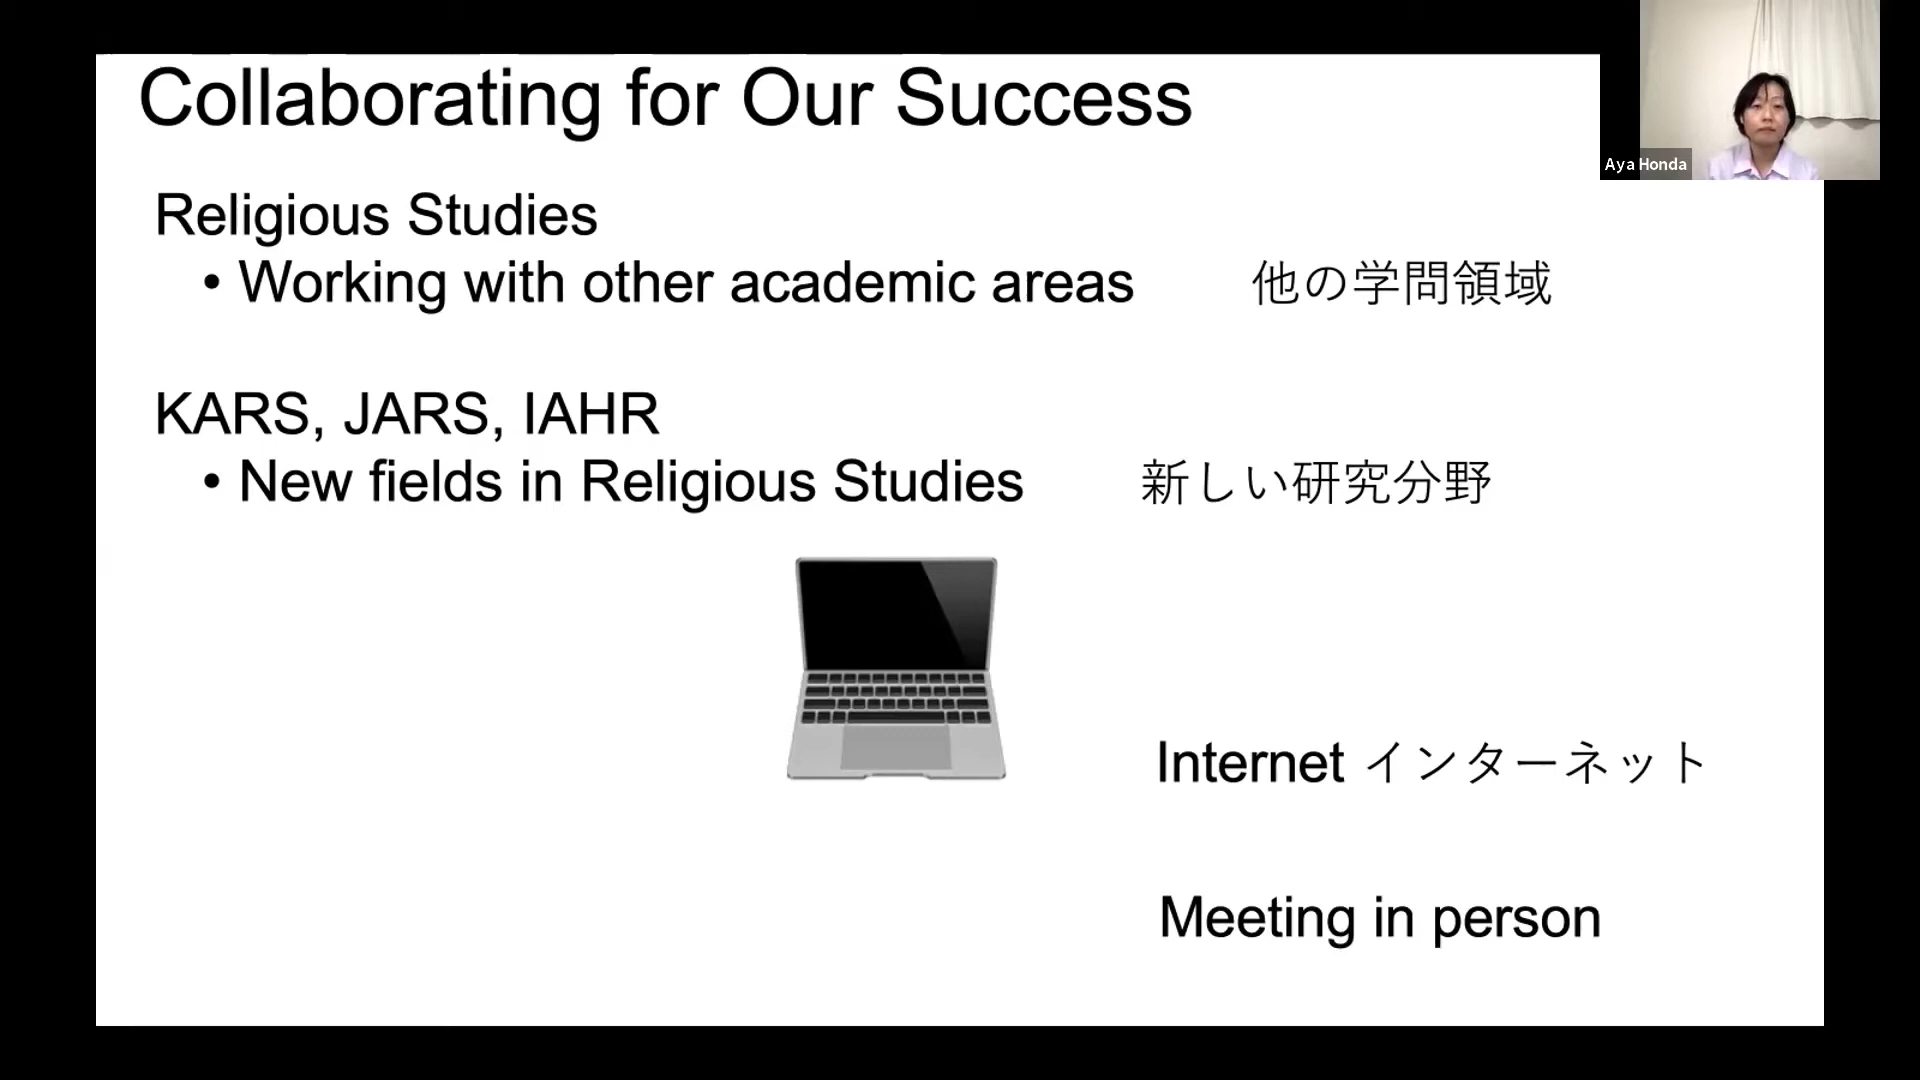 Collaborating for Our Success
Aya Honda
Religious Studies
• Working with other academic areas 他の学問領域
KARS, JARS, IAHR
• New fields in Religious Studies 新しい研究分野
Internet インターネット
Meeting in person